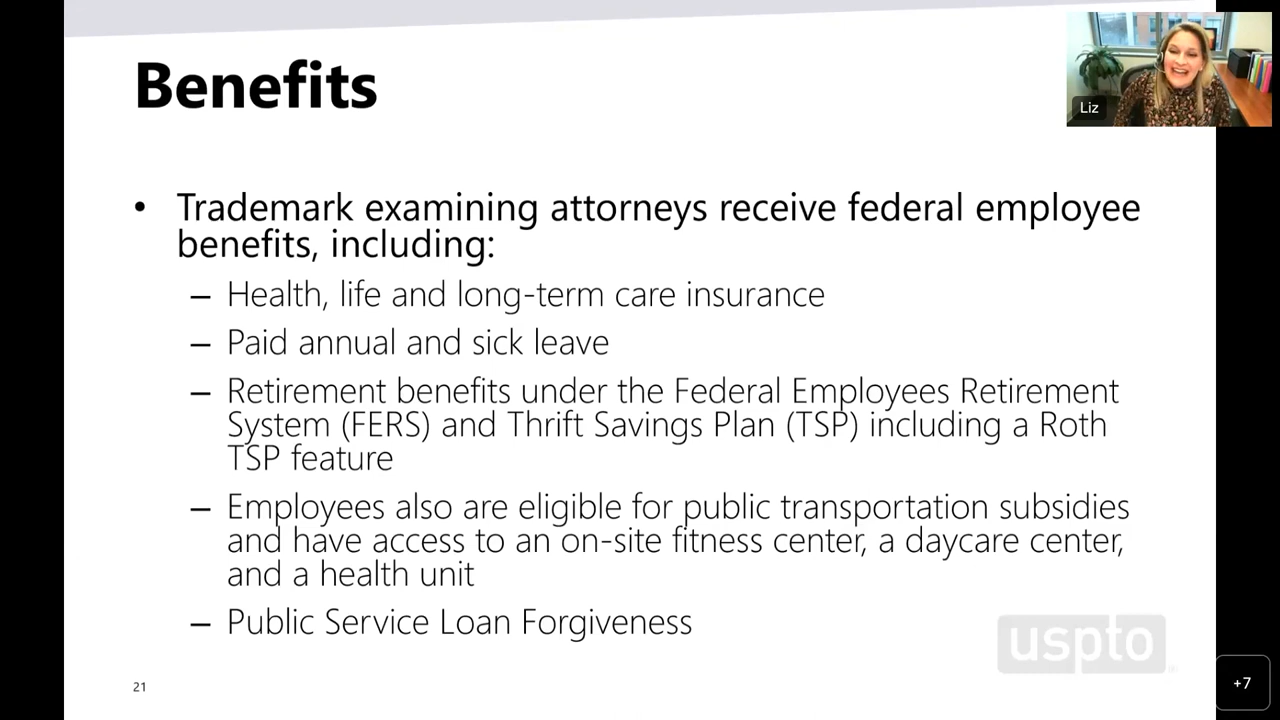 Benefits
Liz
• Trademark examining attorneys receive federal employee
benefits, including:
– Health, life and long-term care insurance
– Paid annual and sick leave
– Retirement benefits under the Federal Employees Retirement
System (FERS) and Thrift Savings Plan (TSP) including a Roth
TSP feature
– Employees also are eligible for public transportation subsidies
and have access to an on-site fitness center, a daycare center,
and a health unit
– Public Service Loan Forgiveness
uspto
21
+7